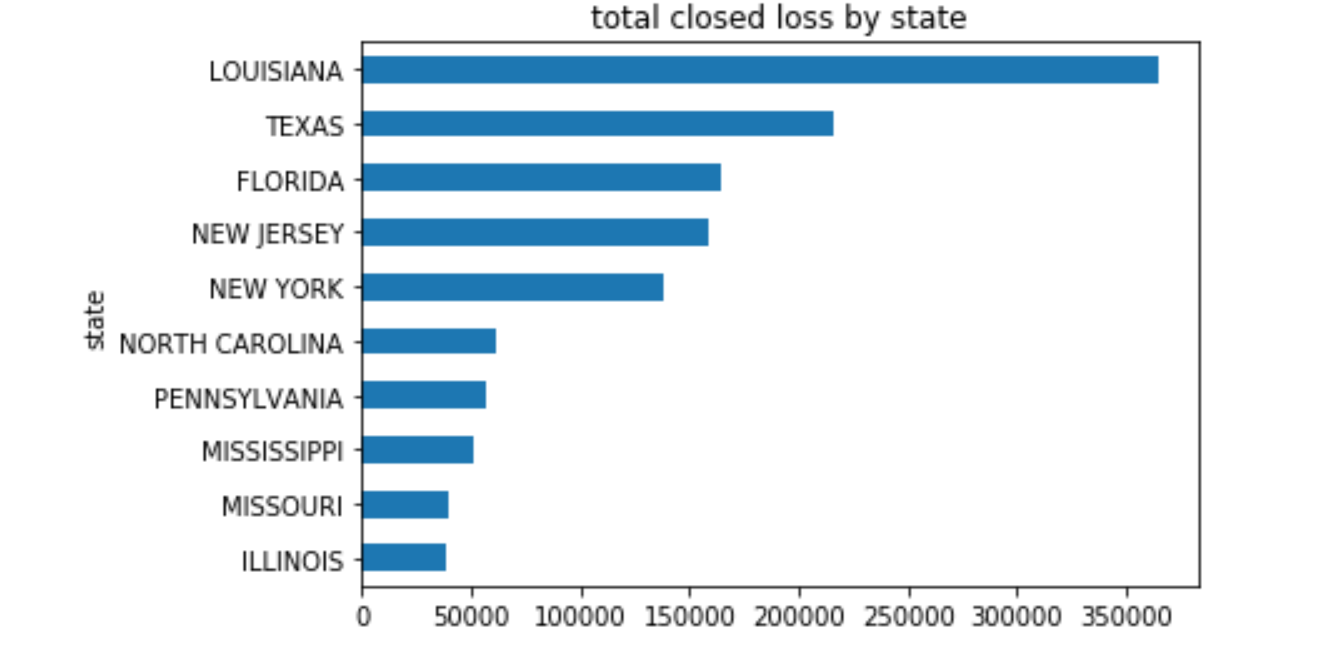 total closed loss by state
LOUISIANA
TEXAS
FLORIDA
NEW JERSEY
NEW YORK
state
NORTH CAROLINA
PENNSYLVANIA
MISSISSIPPI
MISSOURI
ILLINOIS
0 50000 100000 150000 200000 250000 300000 350000